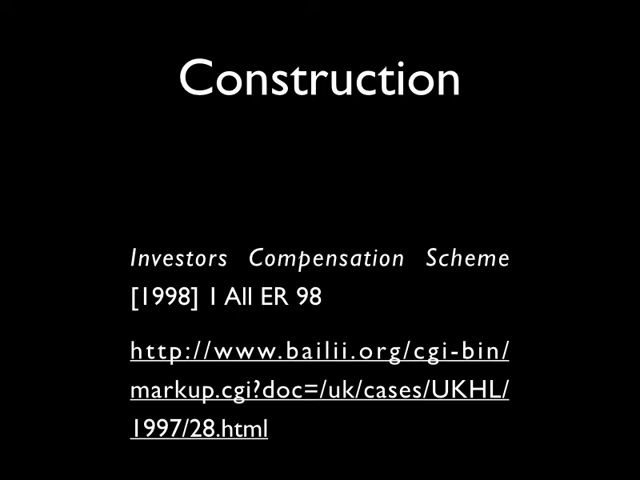 Construction
Investors Compensation Scheme
[1998] 1 All ER 98
http://www.bailii.org/cgi-bin/
markup.cgi?doc=/uk/cases/UKHL/
1997/28.html